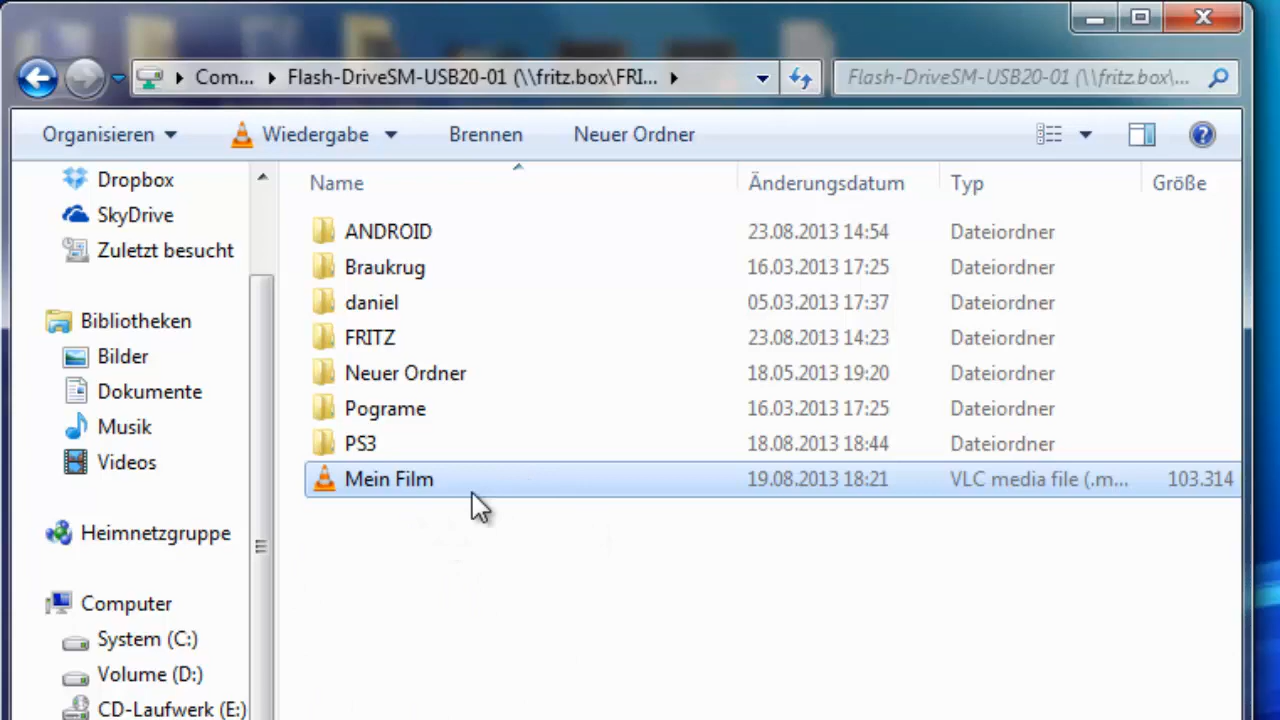 Com... Flash-DriveSM-USB20-01 (\\fritz.box\FRI...
Flash-DriveSM-USB20-01 (\\fritz.box\...
Organisieren Wiedergabe Brennen Neuer Ordner
Dropbox
SkyDrive
Zuletzt besucht
Bibliotheken
Bilder
Dokumente
Musik
Videos
Heimnetzgruppe
Computer
System (C:)
Volume (D:)
CD-Laufwerk (E:)
Name Änderungsdatum Typ Größe
ANDROID 23.08.2013 14:54 Dateiordner
Braukrug 16.03.2013 17:25 Dateiordner
daniel 05.03.2013 17:37 Dateiordner
FRITZ 23.08.2013 14:23 Dateiordner
Neuer Ordner 18.05.2013 19:20 Dateiordner
Pograme 16.03.2013 17:25 Dateiordner
PS3 18.08.2013 18:44 Dateiordner
Mein Film 19.08.2013 18:21 VLC media file (.m... 103.314